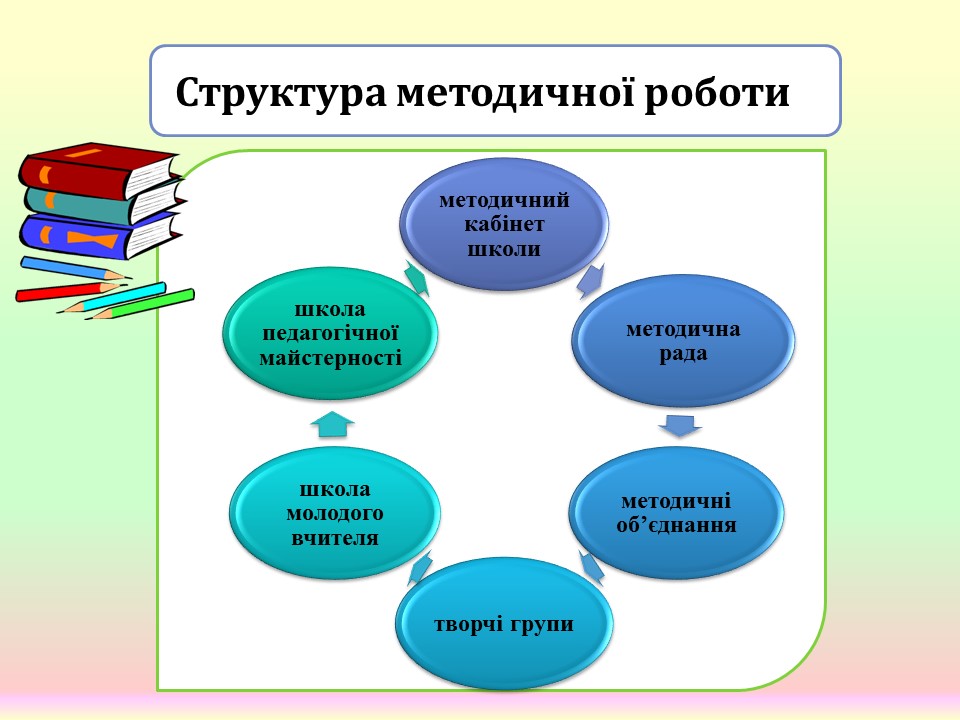 Структура методичної роботи
методичний
кабінет
школи
методична
рада
методичні
об’єднання
творчі групи
школа
молодого
вчителя
школа
педагогічної
майстерності